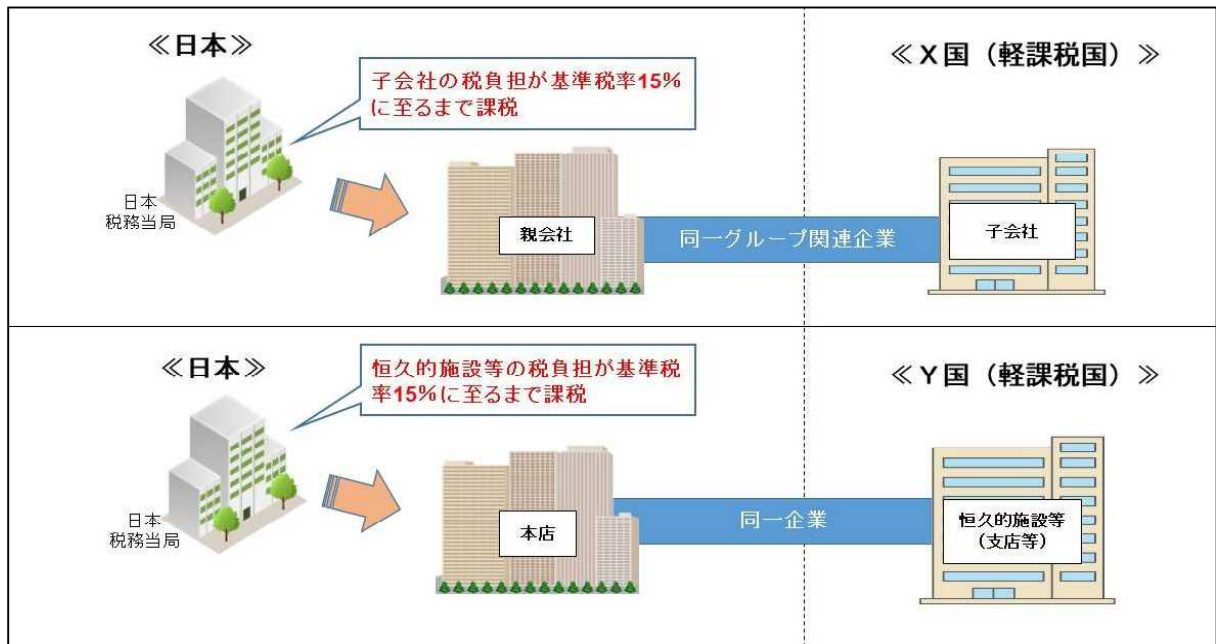 ≪日本≫
≪X国（軽課税国）≫
子会社の税負担が基準税率15%
に至るまで課税
日本
税務当局
親会社
同一グループ関連企業
子会社
≪日本≫
≪Y国（軽課税国）≫
恒久的施設等の税負担が基準税
率15%に至るまで課税
日本
税務当局
本店
同一企業
恒久的施設等
（支店等）